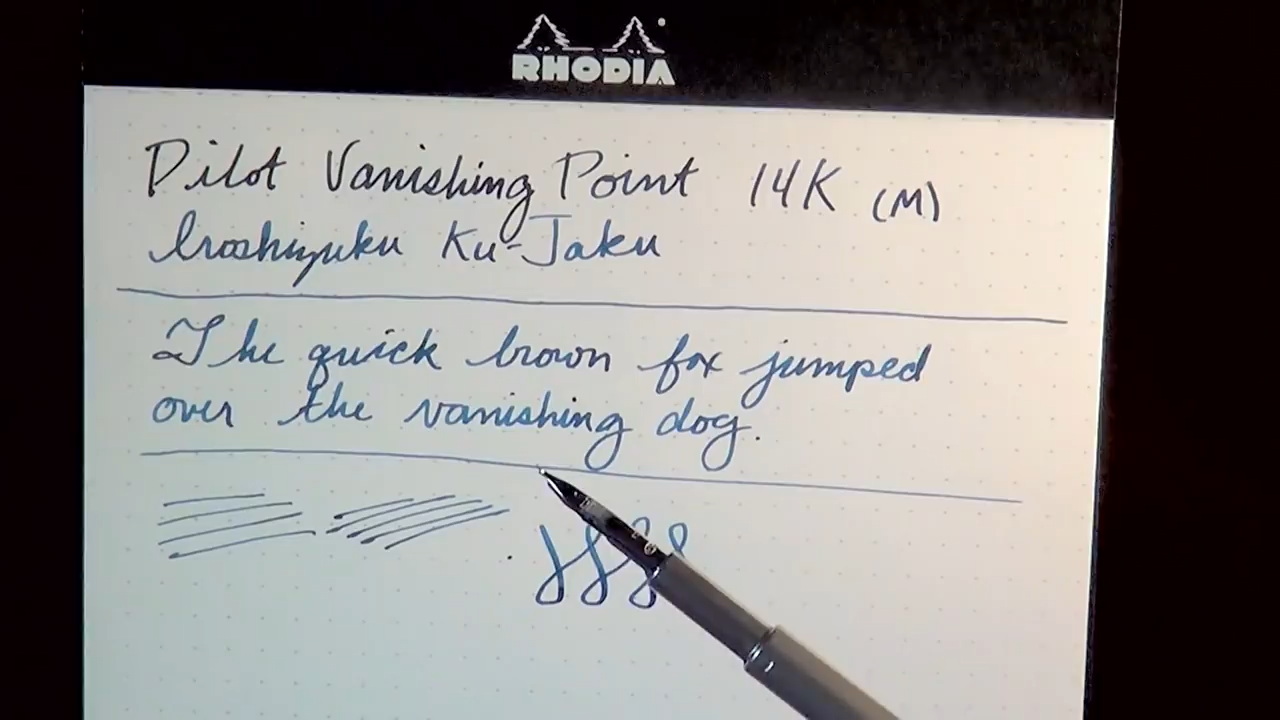 RHODIA
Pilot Vanishing Point 14K (M)
Iroshizuku Ku-Jaku
The quick brown fox jumped
over the vanishing dog.